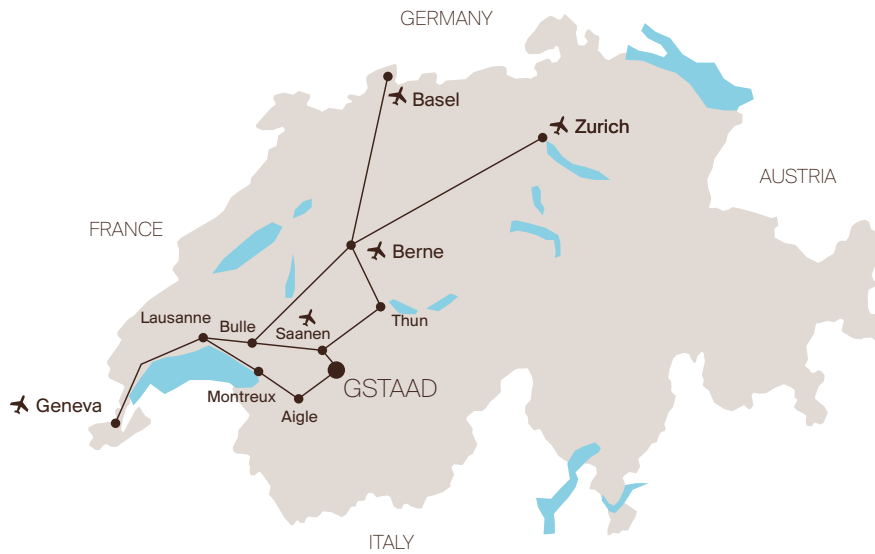 GERMANY
Basel
Zurich
AUSTRIA
FRANCE
Berne
Lausanne
Bulle
Saanen
Thun
GSTAAD
Montreux
Geneva
Aigle
ITALY